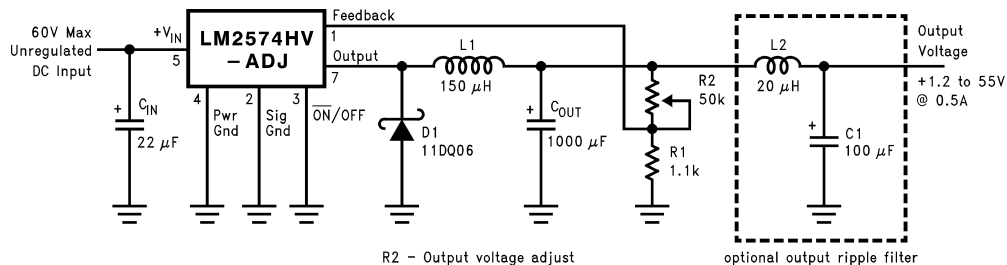 60V Max
Unregulated
DC Input
+VIN
5
LM2574HV
-ADJ
Feedback
1
Output
7
4
2
3
Pwr
Gnd
Sig
Gnd
ON/OFF
+
CIN
22 μF
D1
11DQ06
L1
150 μH
+
COUT
1000 μF
R2
50k
R1
1.1k
L2
20 μH
+
C1
100 μF
Output
Voltage
+1.2 to 55V
@ 0.5A
R2 - Output voltage adjust
optional output ripple filter